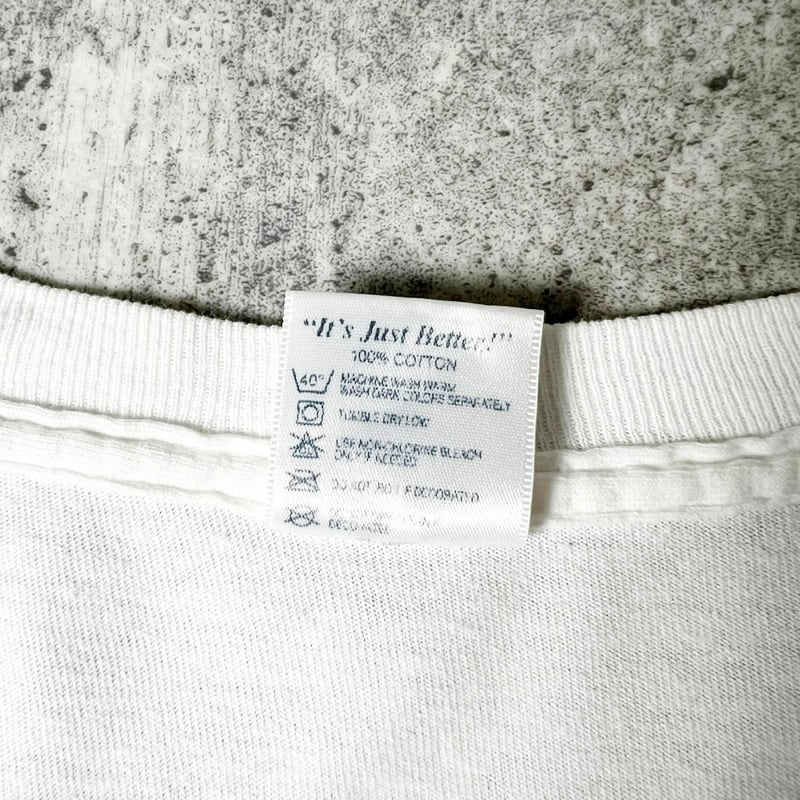 “It's Just Better!”
100% COTTON
40°
MACHINE WASH WARM
WASH DARK COLORS SEPARATELY
TUMBLE DRY LOW
USE NON-CHLORINE BLEACH
ONLY IF NEEDED
DO NOT IRON IF DECORATED